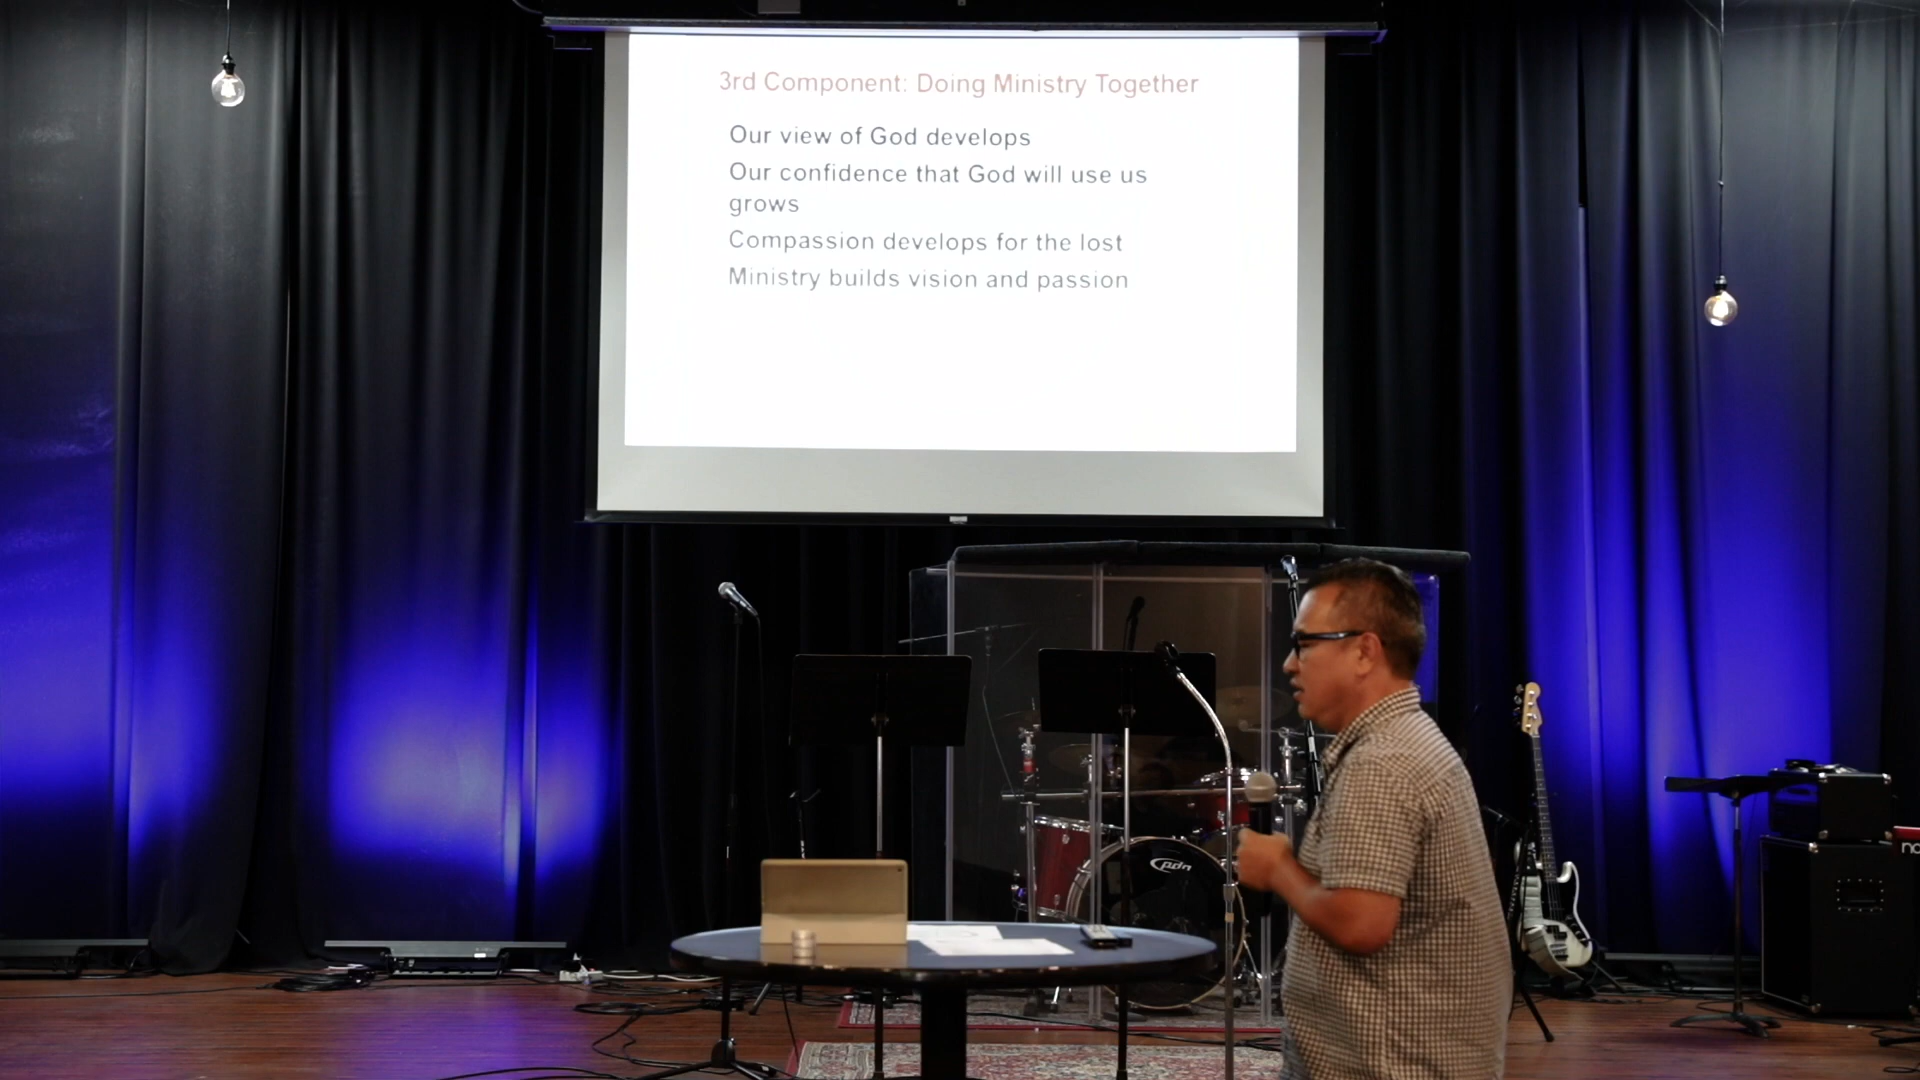 3rd Component: Doing Ministry Together
Our view of God develops
Our confidence that God will use us
grows
Compassion develops for the lost
Ministry builds vision and passion
pdp